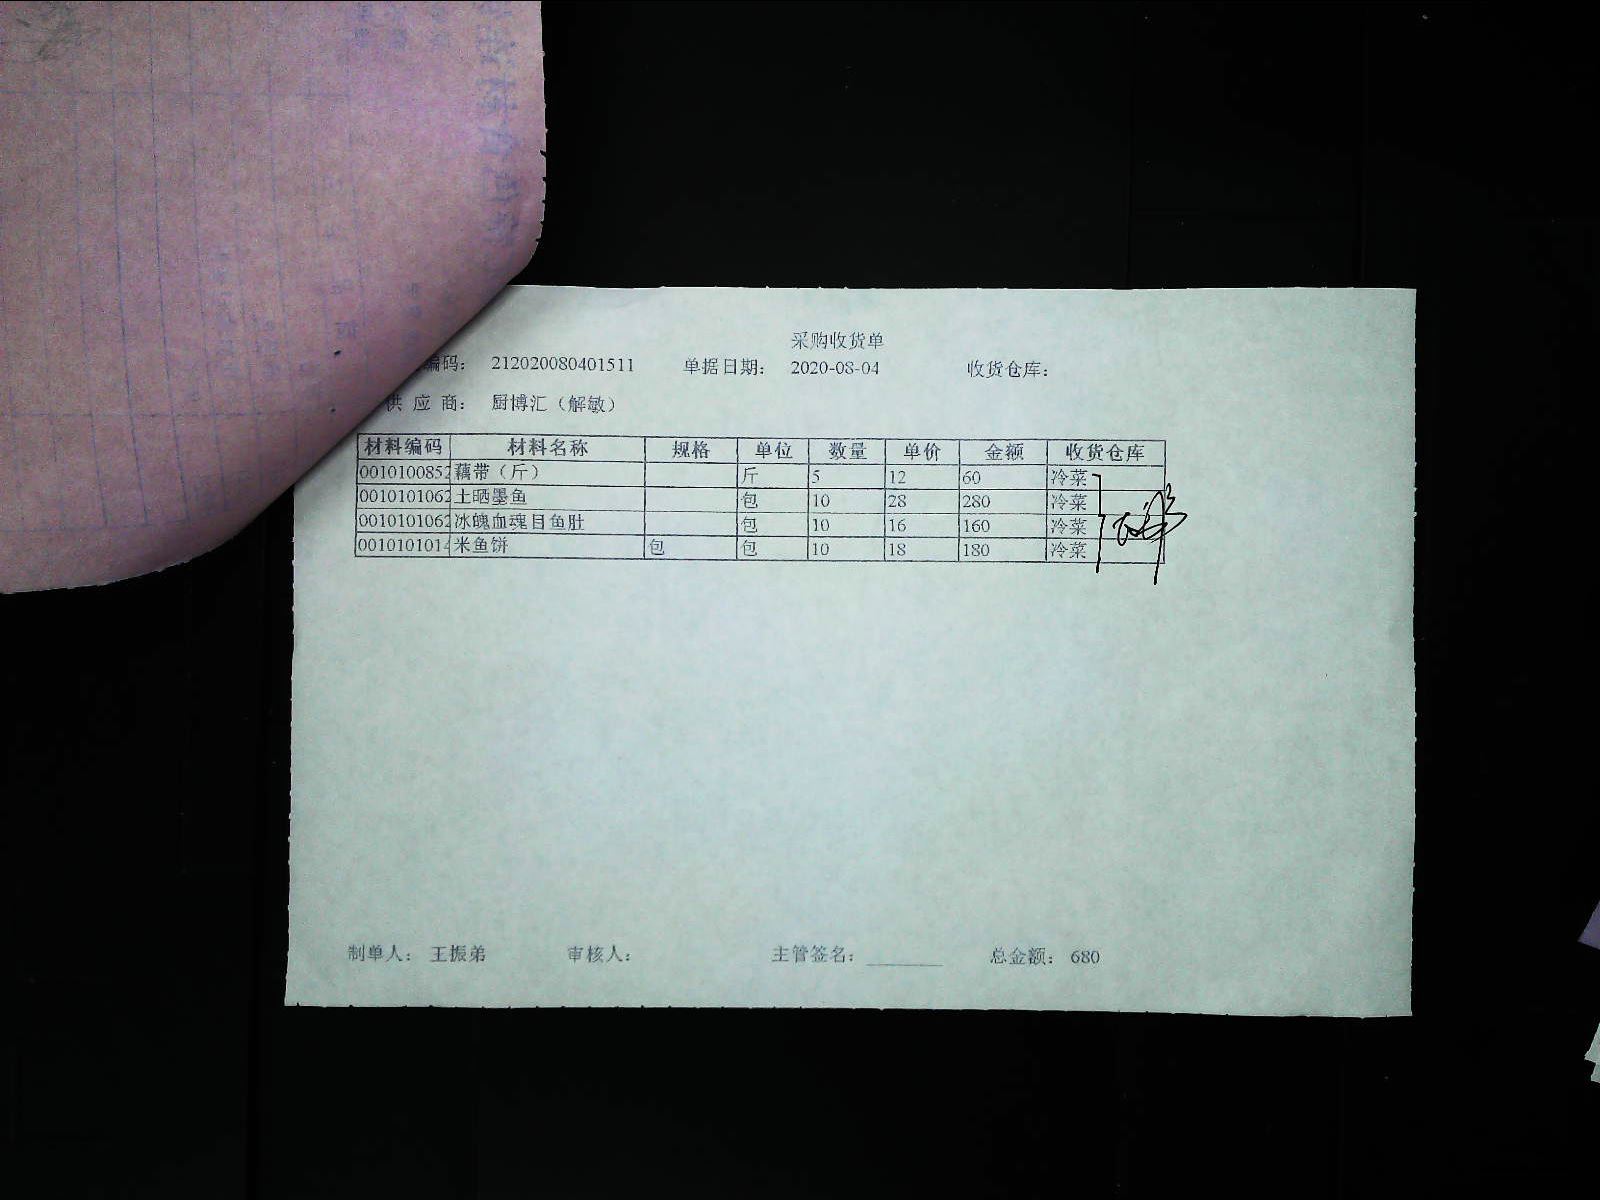 采购收货单
编码： 212020080401511 单据日期： 2020-08-04 收货仓库：
供 应 商： 厨博汇（解敏）
材料编码 材料名称 规格 单位 数量 单价 金额 收货仓库
0010100852 藕带（斤） 斤 5 12 60 冷菜
0010101062 土晒墨鱼 包 10 28 280 冷菜
0010101062 冰魄血魂目鱼肚 包 10 16 160 冷菜
0010101014 米鱼饼 包 包 10 18 180 冷菜
制单人： 王振弟 审核人： 主管签名： 总金额： 680